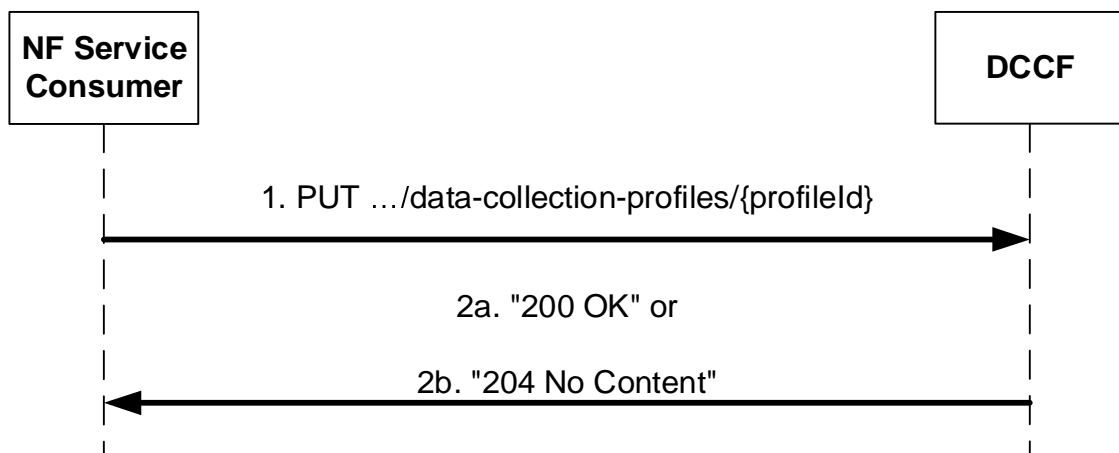 NF Service
Consumer
DCCF
1. PUT …/data-collection-profiles/{profileId}
2a. "200 OK" or
2b. "204 No Content"